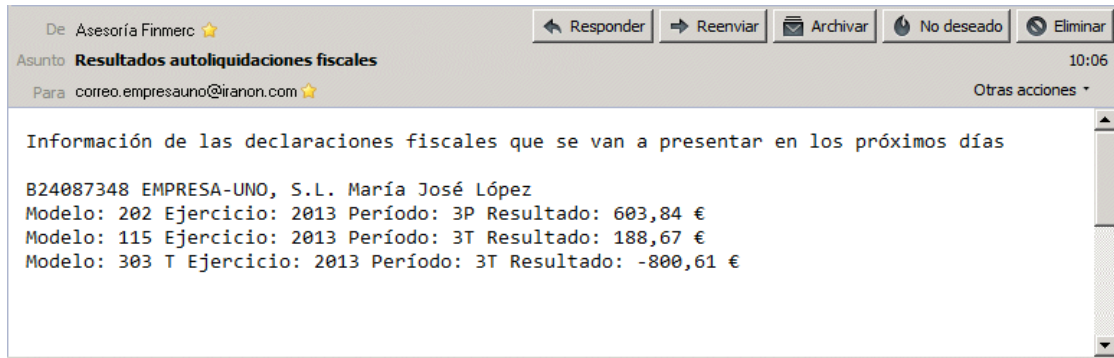 De Asesoría Finmerc Responder Reenviar Archivar No deseado Eliminar
Asunto Resultados autoliquidaciones fiscales 10:06
Para correo.empresauno@iranon.com Otras acciones
Información de las declaraciones fiscales que se van a presentar en los próximos días
B24087348 EMPRESA-UNO, S.L. María José López
Modelo: 202 Ejercicio: 2013 Período: 3P Resultado: 603,84 €
Modelo: 115 Ejercicio: 2013 Período: 3T Resultado: 188,67 €
Modelo: 303 T Ejercicio: 2013 Período: 3T Resultado: -800,61 €